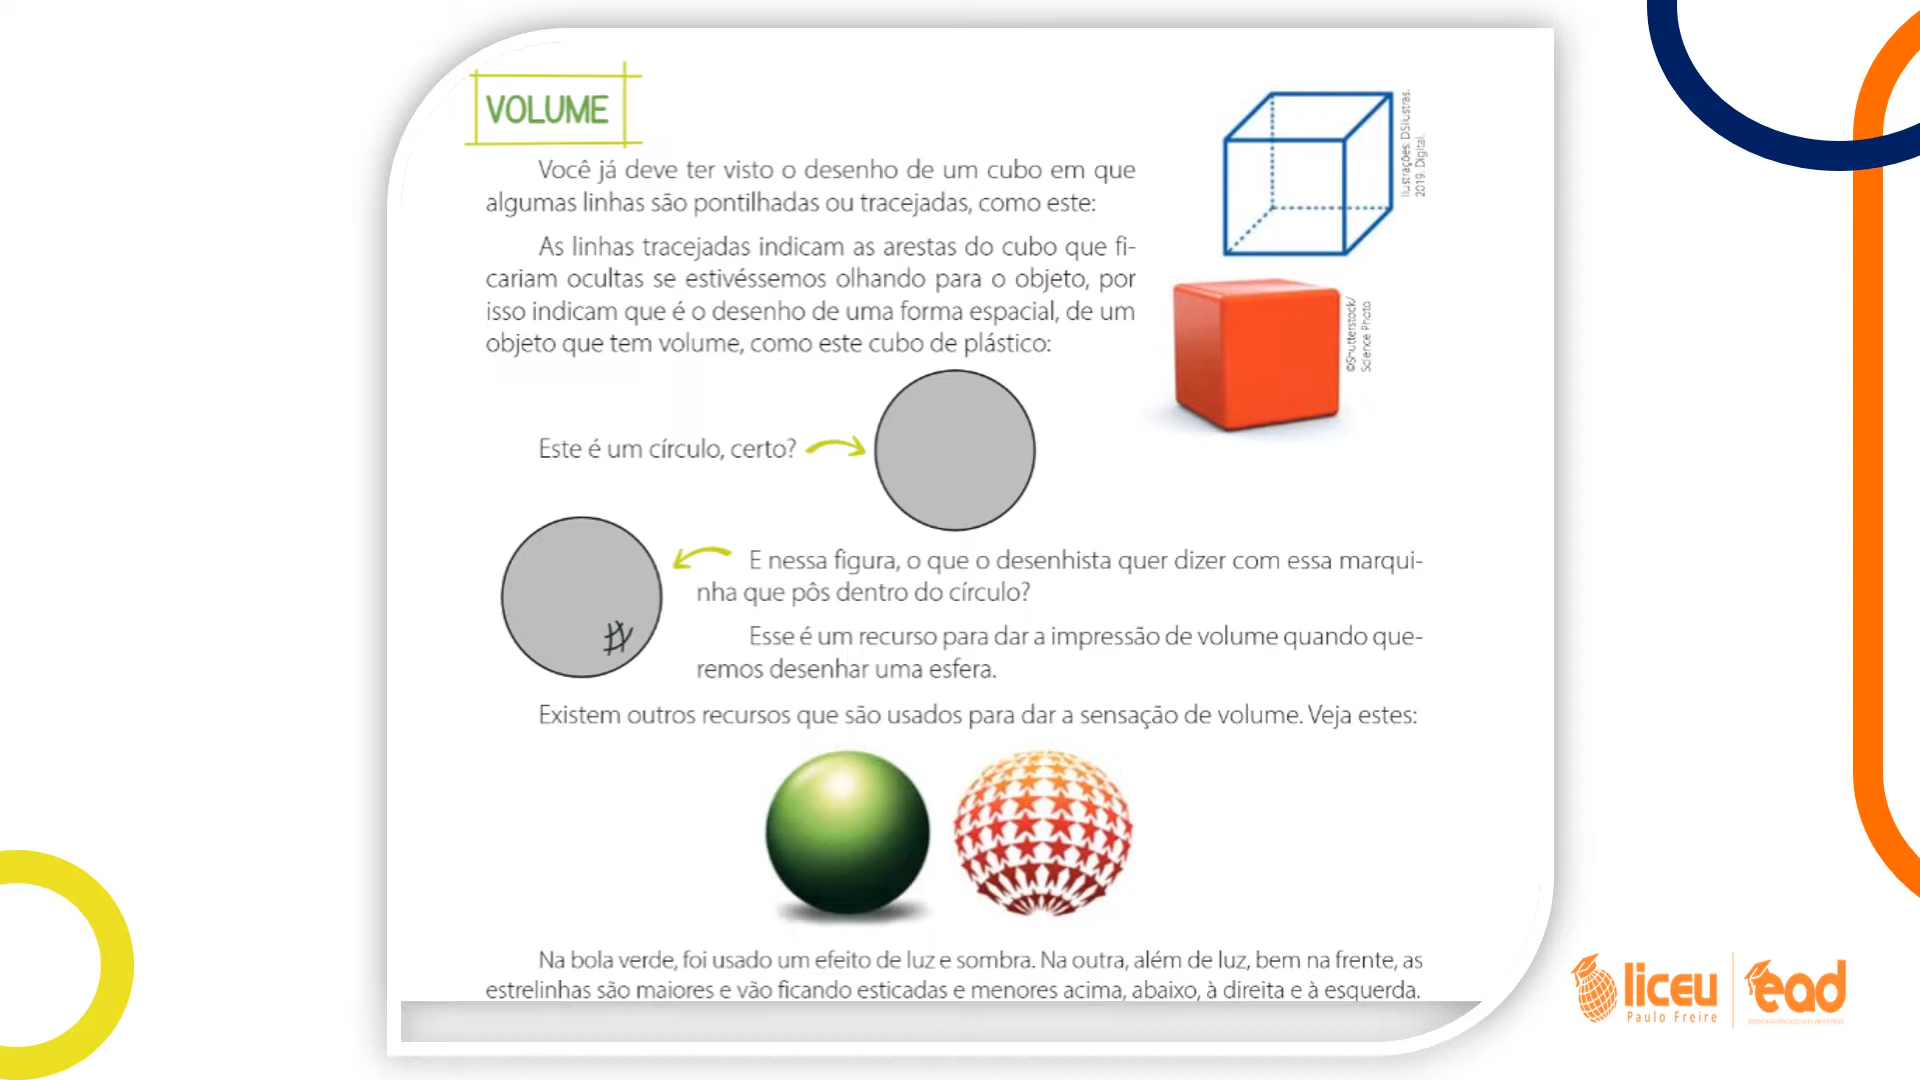 VOLUME
Você já deve ter visto o desenho de um cubo em que
algumas linhas são pontilhadas ou tracejadas, como este:
As linhas tracejadas indicam as arestas do cubo que fi-
cariam ocultas se estivéssemos olhando para o objeto, por
isso indicam que é o desenho de uma forma espacial, de um
objeto que tem volume, como este cubo de plástico:
Ilustrações: DSIlustras.
2019. Digital.
©Shutterstock/
Science Photo
Este é um círculo, certo?
E nessa figura, o que o desenhista quer dizer com essa marqui-
nha que pôs dentro do círculo?
Esse é um recurso para dar a impressão de volume quando que-
remos desenhar uma esfera.
Existem outros recursos que são usados para dar a sensação de volume. Veja estes:
Na bola verde, foi usado um efeito de luz e sombra. Na outra, além de luz, bem na frente, as
estrelinhas são maiores e vão ficando esticadas e menores acima, abaixo, à direita e à esquerda.
liceu
Paulo Freire
ead